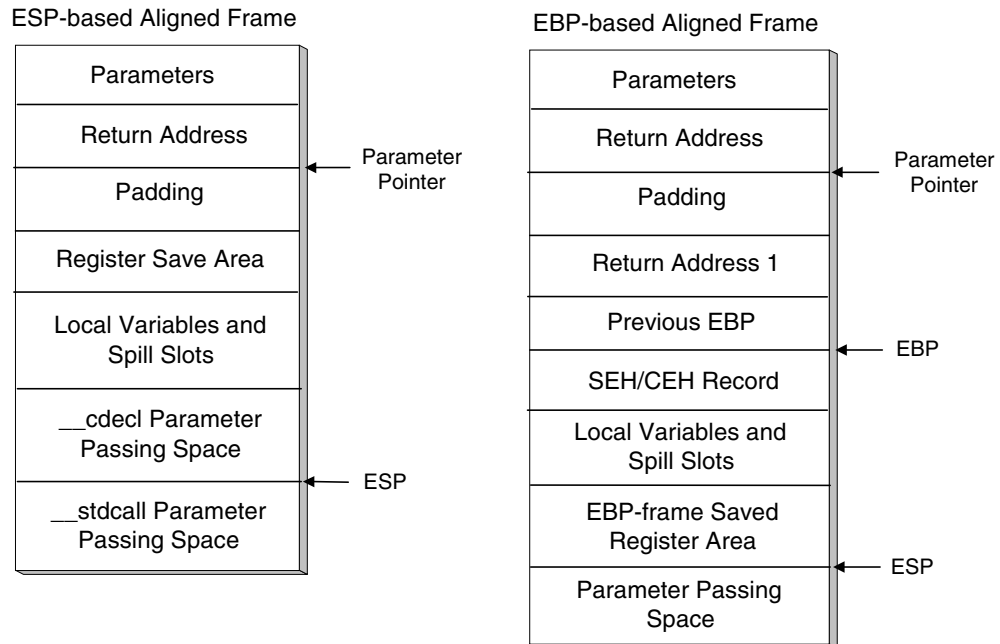 ESP-based Aligned Frame
Parameters
Return Address
Parameter
Pointer
Padding
Register Save Area
Local Variables and
Spill Slots
__cdecl Parameter
Passing Space
ESP
__stdcall Parameter
Passing Space
EBP-based Aligned Frame
Parameters
Return Address
Parameter
Pointer
Padding
Return Address 1
Previous EBP
EBP
SEH/CEH Record
Local Variables and
Spill Slots
EBP-frame Saved
Register Area
ESP
Parameter Passing
Space